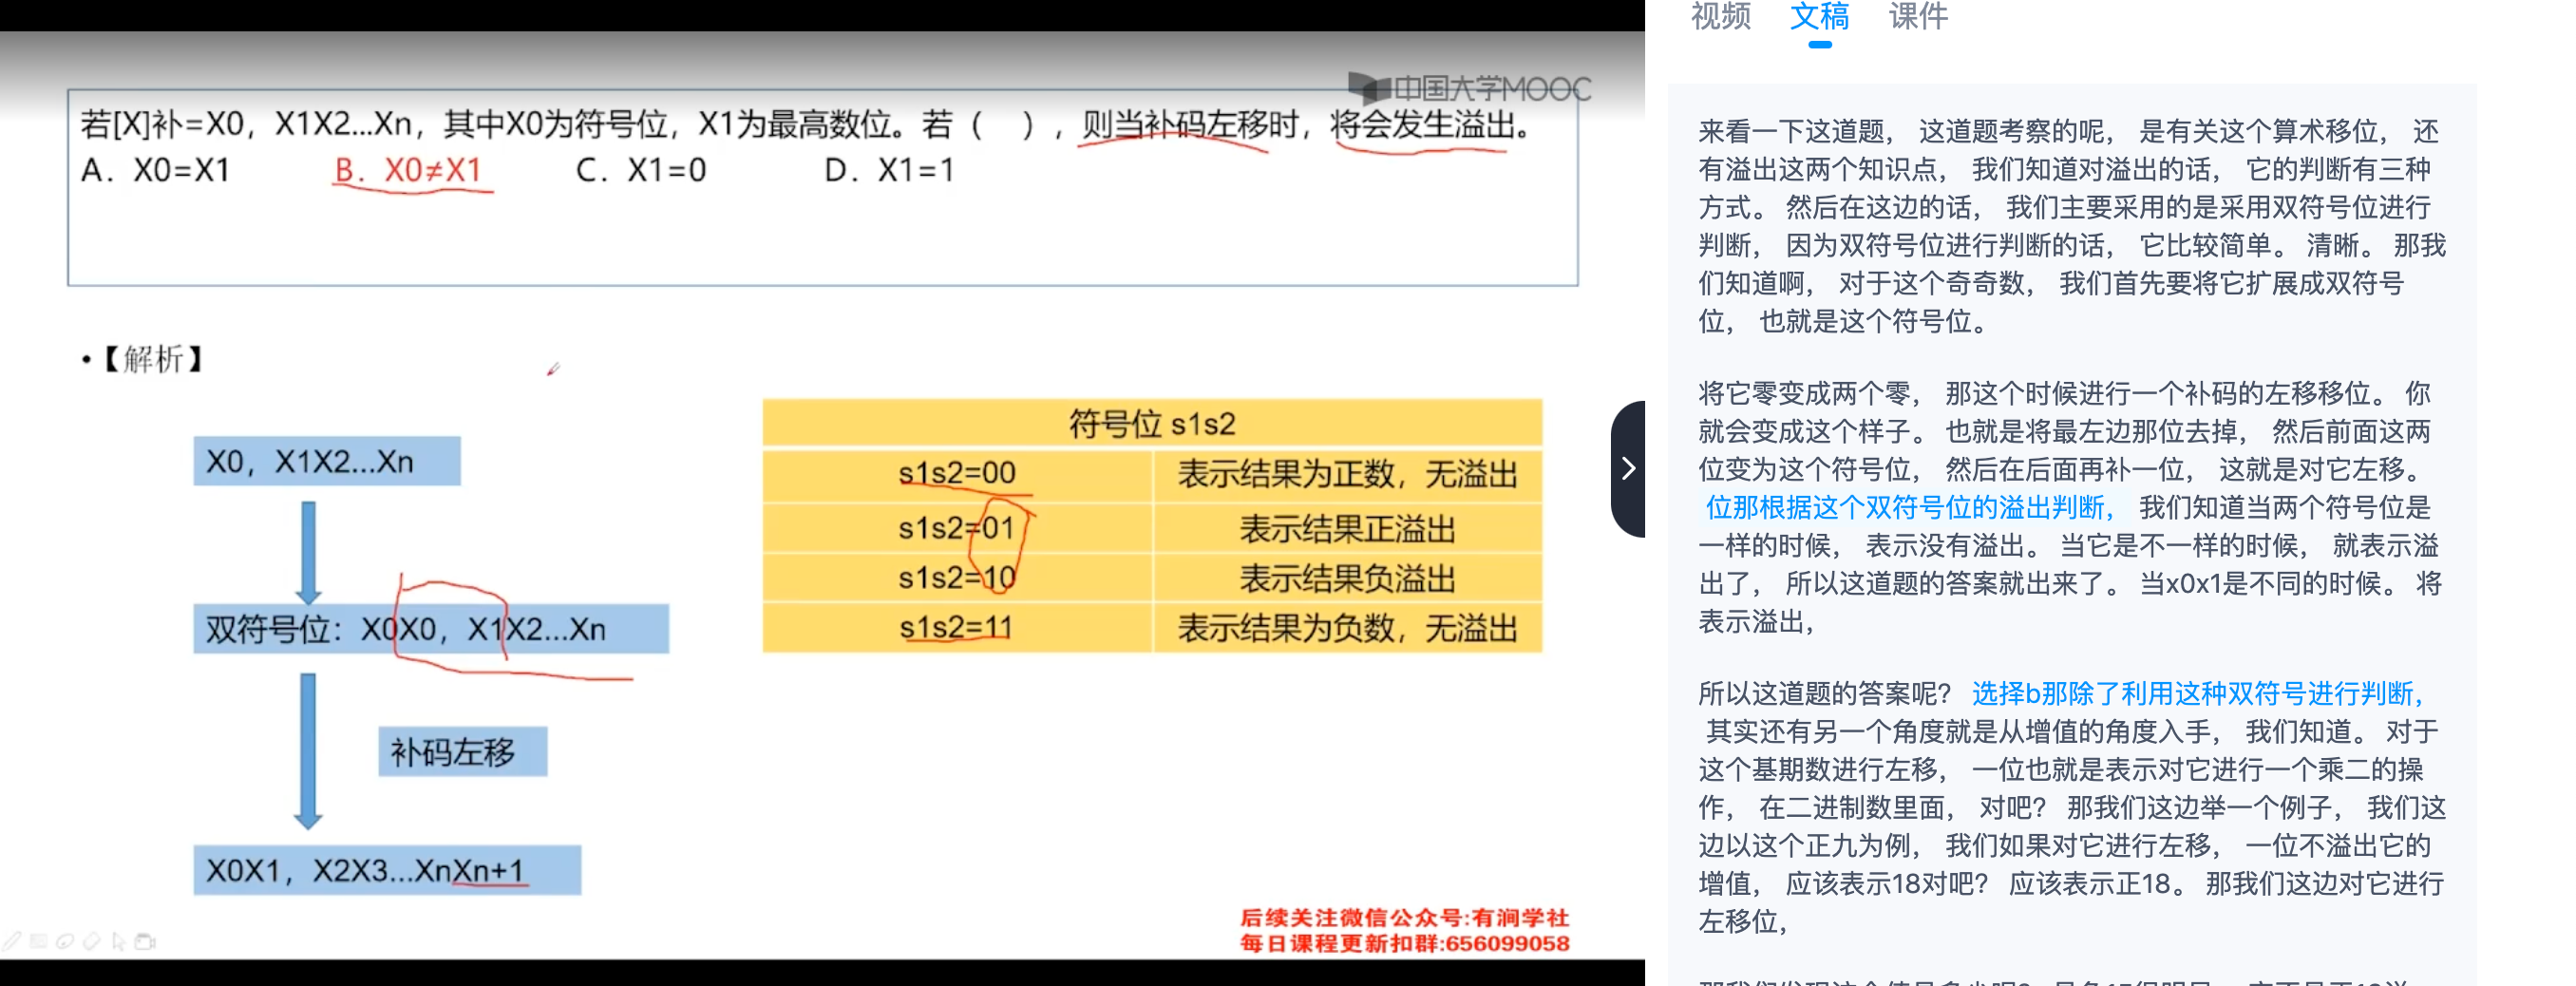 中国大学MOOC
若[X]补=X0，X1X2...Xn，其中X0为符号位，X1为最高数位。若（　），则当补码左移时，将会发生溢出。
A. X0=X1　B. X0≠X1　C. X1=0　D. X1=1
•【解析】
X0，X1X2...Xn
双符号位：X0X0，X1X2...Xn
补码左移
X0X1，X2X3...XnXn+1
符号位 s1s2
s1s2=00　表示结果为正数，无溢出
s1s2=01　表示结果正溢出
s1s2=10　表示结果负溢出
s1s2=11　表示结果为负数，无溢出
后续关注微信公众号:有涧学社
每日课程更新扣群:656099058
视频　文稿　课件
来看一下这道题， 这道题考察的呢， 是有关这个算术移位， 还
有溢出这两个知识点， 我们知道对溢出的话， 它的判断有三种
方式。 然后在这边的话， 我们主要采用的是采用双符号位进行
判断， 因为双符号位进行判断的话， 它比较简单。 清晰。 那我
们知道啊， 对于这个奇奇数， 我们首先要将它扩展成双符号
位， 也就是这个符号位。
将它零变成两个零， 那这个时候进行一个补码的左移移位。 你
就会变成这个样子。 也就是将最左边那位去掉， 然后前面这两
位变为这个符号位， 然后在后面再补一位， 这就是对它左移。
位那根据这个双符号位的溢出判断， 我们知道当两个符号位是
一样的时候， 表示没有溢出。 当它是不一样的时候， 就表示溢
出了， 所以这道题的答案就出来了。 当x0x1是不同的时候。 将
表示溢出，
所以这道题的答案呢？ 选择b那除了利用这种双符号进行判断，
其实还有另一个角度就是从增值的角度入手， 我们知道。 对于
这个基期数进行左移， 一位也就是表示对它进行一个乘二的操
作， 在二进制数里面， 对吧？ 那我们这边举一个例子， 我们这
边以这个正九为例， 我们如果对它进行左移， 一位不溢出它的
增值， 应该表示18对吧？ 应该表示正18。 那我们这边对它进行
左移位，